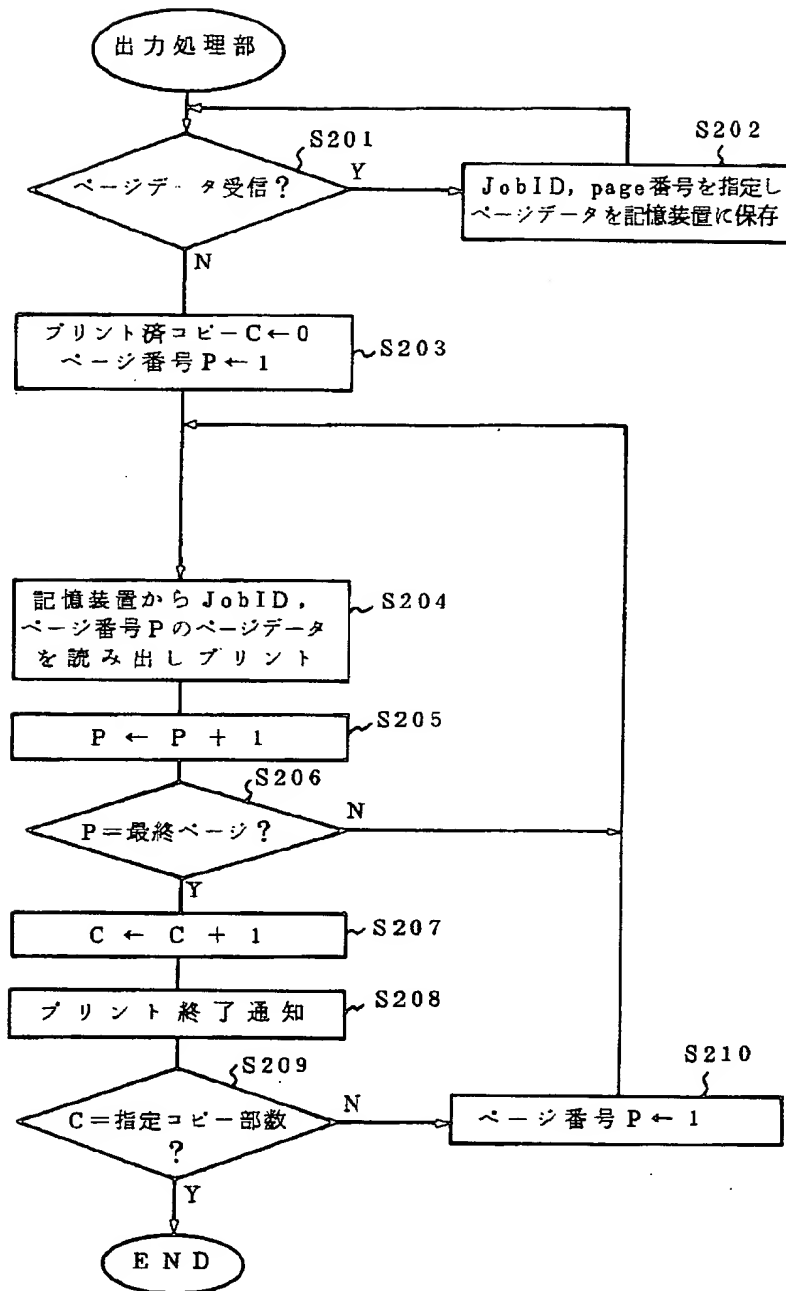 出力処理部
S201
ページデータ受信?
Y
S202
JobID, page番号を指定し
ページデータを記憶装置に保存
N
プリント済コピーC←0
ページ番号P←1
S203
記憶装置からJobID,
ページ番号Pのページデータ
を読み出しプリント
S204
P ← P + 1
S205
S206
P=最終ページ?
N
Y
C ← C + 1
S207
プリント終了通知
S208
S209
C=指定コピー部数
?
N
S210
ページ番号P←1
Y
END